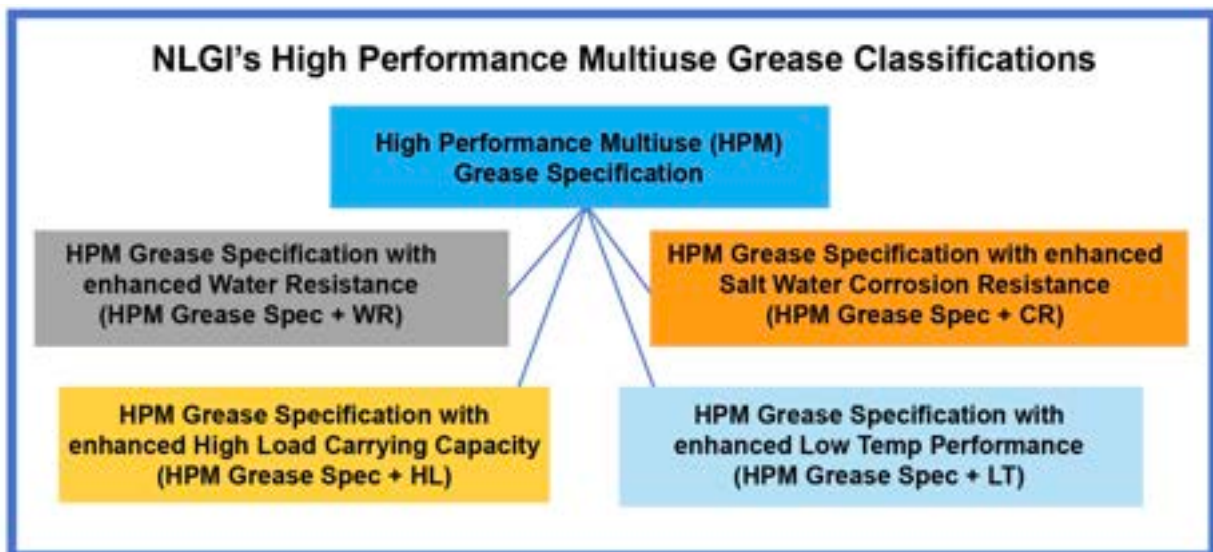 NLGI's High Performance Multiuse Grease Classifications
High Performance Multiuse (HPM)
Grease Specification
HPM Grease Specification with
enhanced Water Resistance
(HPM Grease Spec + WR)
HPM Grease Specification with enhanced
Salt Water Corrosion Resistance
(HPM Grease Spec + CR)
HPM Grease Specification with
enhanced High Load Carrying Capacity
(HPM Grease Spec + HL)
HPM Grease Specification with
enhanced Low Temp Performance
(HPM Grease Spec + LT)